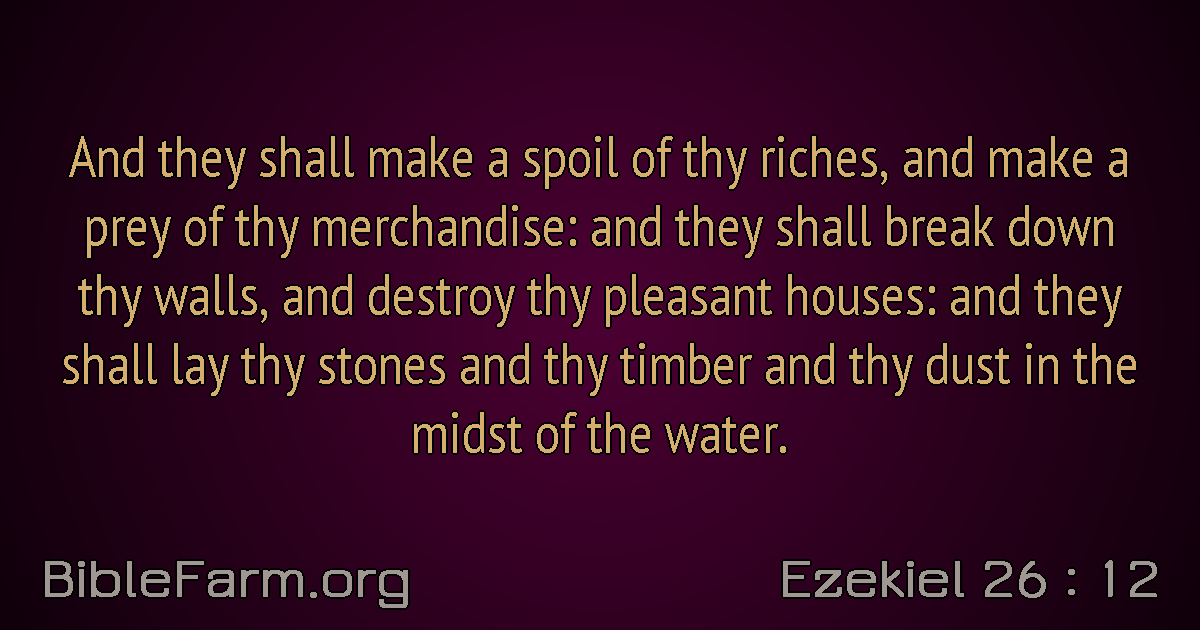 And they shall make a spoil of thy riches, and make a
prey of thy merchandise: and they shall break down
thy walls, and destroy thy pleasant houses: and they
shall lay thy stones and thy timber and thy dust in the
midst of the water.
BibleFarm.org
Ezekiel 26 : 12